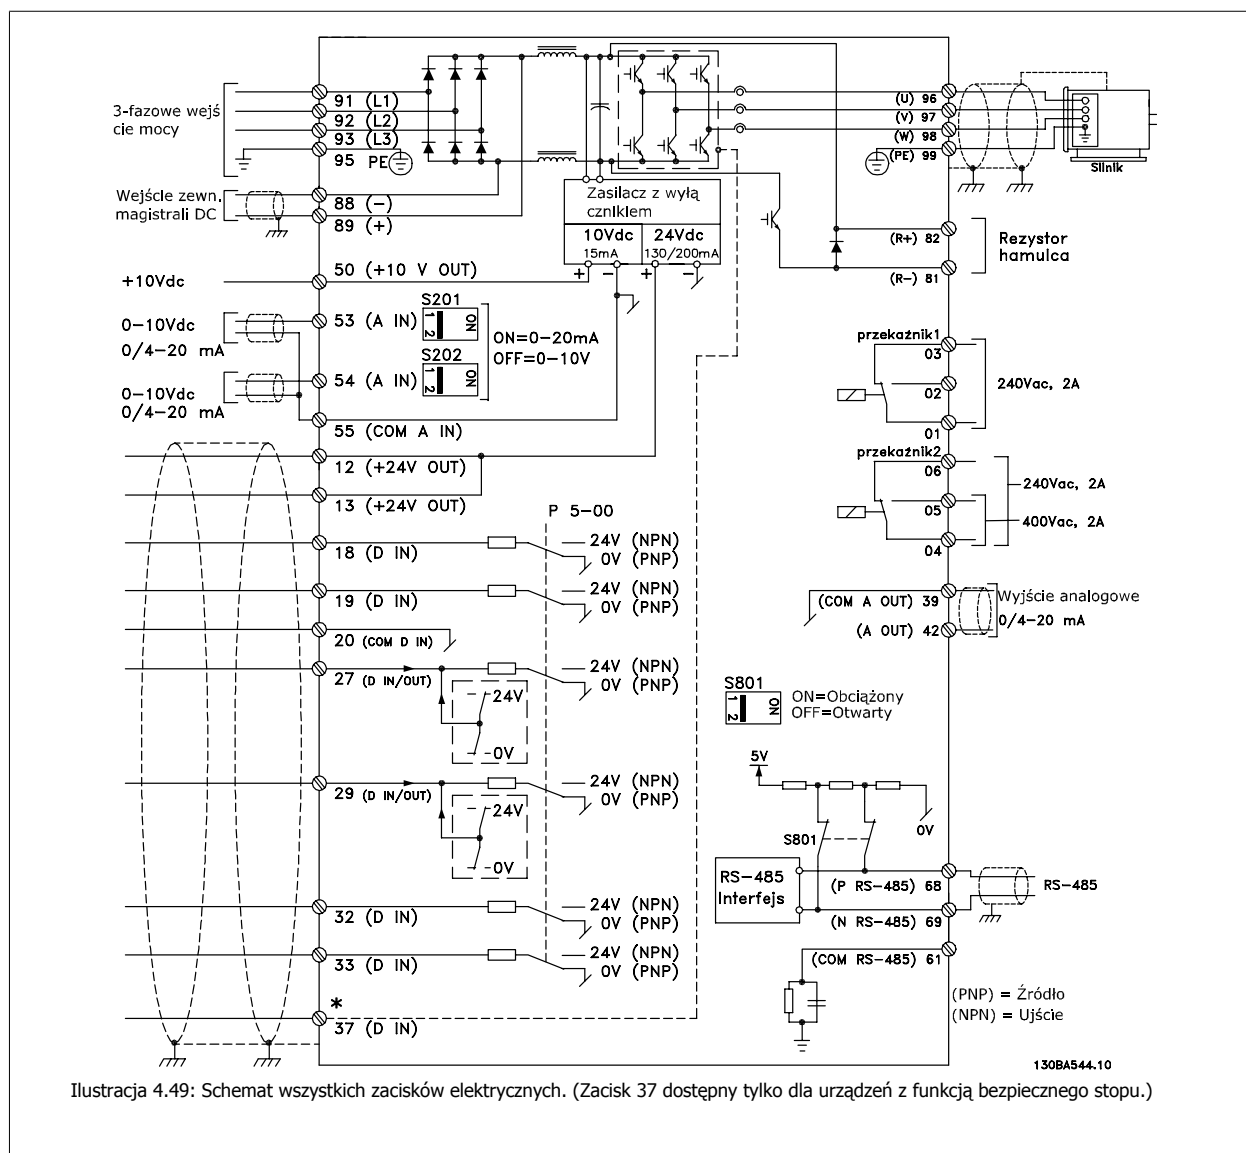 3-fazowe wejś
cie mocy
91 (L1)
92 (L2)
93 (L3)
95 PE
Wejście zewn.
magistrali DC
88 (−)
89 (+)
Zasilacz z wyłą
cznikiem
10Vdc
15mA
24Vdc
130/200mA
+ − + −
(U) 96
(V) 97
(W) 98
(PE) 99
Silnik
(R+) 82
(R−) 81
Rezystor
hamulca
+10Vdc
50 (+10 V OUT)
0−10Vdc
0/4−20 mA
53 (A IN)
S201
1 2
ON
ON=0−20mA
OFF=0−10V
S202
1 2
ON
0−10Vdc
0/4−20 mA
54 (A IN)
55 (COM A IN)
12 (+24V OUT)
13 (+24V OUT)
przekaźnik1
03
02
01
240Vac, 2A
przekaźnik2
06
05
04
240Vac, 2A
400Vac, 2A
P 5-00
18 (D IN)
24V (NPN)
0V (PNP)
19 (D IN)
24V (NPN)
0V (PNP)
20 (COM D IN)
27 (D IN/OUT)
24V (NPN)
0V (PNP)
24V
0V
29 (D IN/OUT)
24V (NPN)
0V (PNP)
24V
0V
32 (D IN)
24V (NPN)
0V (PNP)
33 (D IN)
24V (NPN)
0V (PNP)
*
37 (D IN)
(COM A OUT) 39
(A OUT) 42
Wyjście analogowe
0/4−20 mA
S801
1 2
ON
ON=Obciążony
OFF=Otwarty
5V
S801
0V
RS−485
Interfejs
(P RS−485) 68
(N RS−485) 69
(COM RS−485) 61
RS−485
(PNP) = Źródło
(NPN) = Ujście
130BA544.10
Ilustracja 4.49: Schemat wszystkich zacisków elektrycznych. (Zacisk 37 dostępny tylko dla urządzeń z funkcją bezpiecznego stopu.)